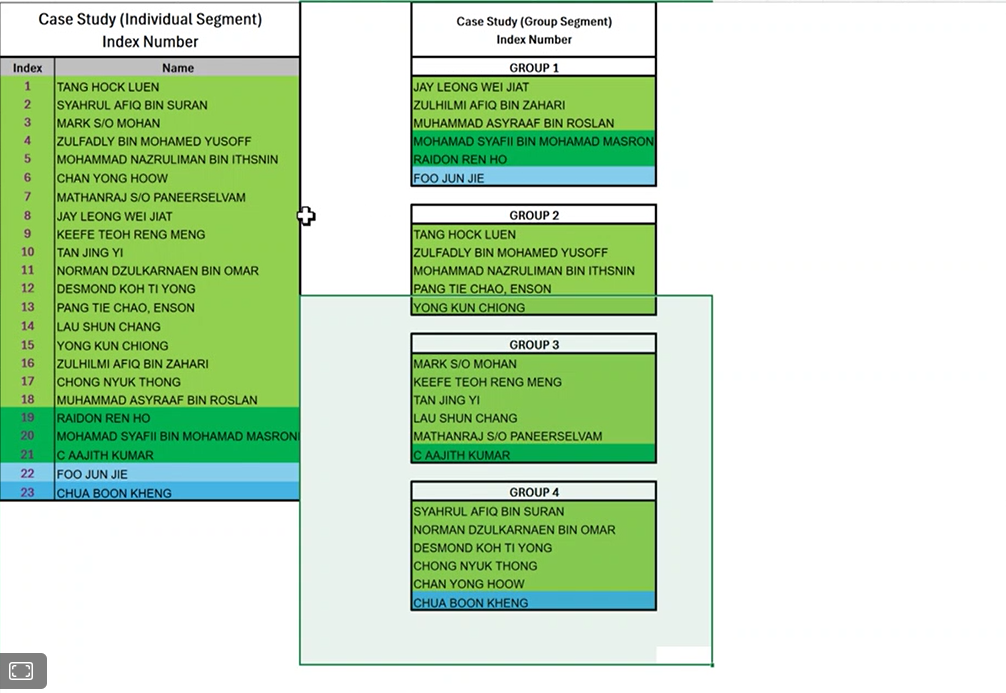 Case Study (Individual Segment)
Index Number
Index Name
1 TANG HOCK LUEN
2 SYAHRUL AFIQ BIN SURAN
3 MARK S/O MOHAN
4 ZULFADLY BIN MOHAMED YUSOFF
5 MOHAMMAD NAZRULIMAN BIN ITHSNIN
6 CHAN YONG HOOW
7 MATHANRAJ S/O PANEERSELVAM
8 JAY LEONG WEI JIAT
9 KEEFE TEOH RENG MENG
10 TAN JING YI
11 NORMAN DZULKARNAEN BIN OMAR
12 DESMOND KOH TI YONG
13 PANG TIE CHAO, ENSON
14 LAU SHUN CHANG
15 YONG KUN CHIONG
16 ZULHILMI AFIQ BIN ZAHARI
17 CHONG NYUK THONG
18 MUHAMMAD ASYRAAF BIN ROSLAN
19 RAIDON REN HO
20 MOHAMAD SYAFII BIN MOHAMAD MASRONI
21 C AAJITH KUMAR
22 FOO JUN JIE
23 CHUA BOON KHENG
Case Study (Group Segment)
Index Number
GROUP 1
JAY LEONG WEI JIAT
ZULHILMI AFIQ BIN ZAHARI
MUHAMMAD ASYRAAF BIN ROSLAN
MOHAMAD SYAFII BIN MOHAMAD MASRON
RAIDON REN HO
FOO JUN JIE
GROUP 2
TANG HOCK LUEN
ZULFADLY BIN MOHAMED YUSOFF
MOHAMMAD NAZRULIMAN BIN ITHSNIN
PANG TIE CHAO, ENSON
YONG KUN CHIONG
GROUP 3
MARK S/O MOHAN
KEEFE TEOH RENG MENG
TAN JING YI
LAU SHUN CHANG
MATHANRAJ S/O PANEERSELVAM
C AAJITH KUMAR
GROUP 4
SYAHRUL AFIQ BIN SURAN
NORMAN DZULKARNAEN BIN OMAR
DESMOND KOH TI YONG
CHONG NYUK THONG
CHAN YONG HOOW
CHUA BOON KHENG